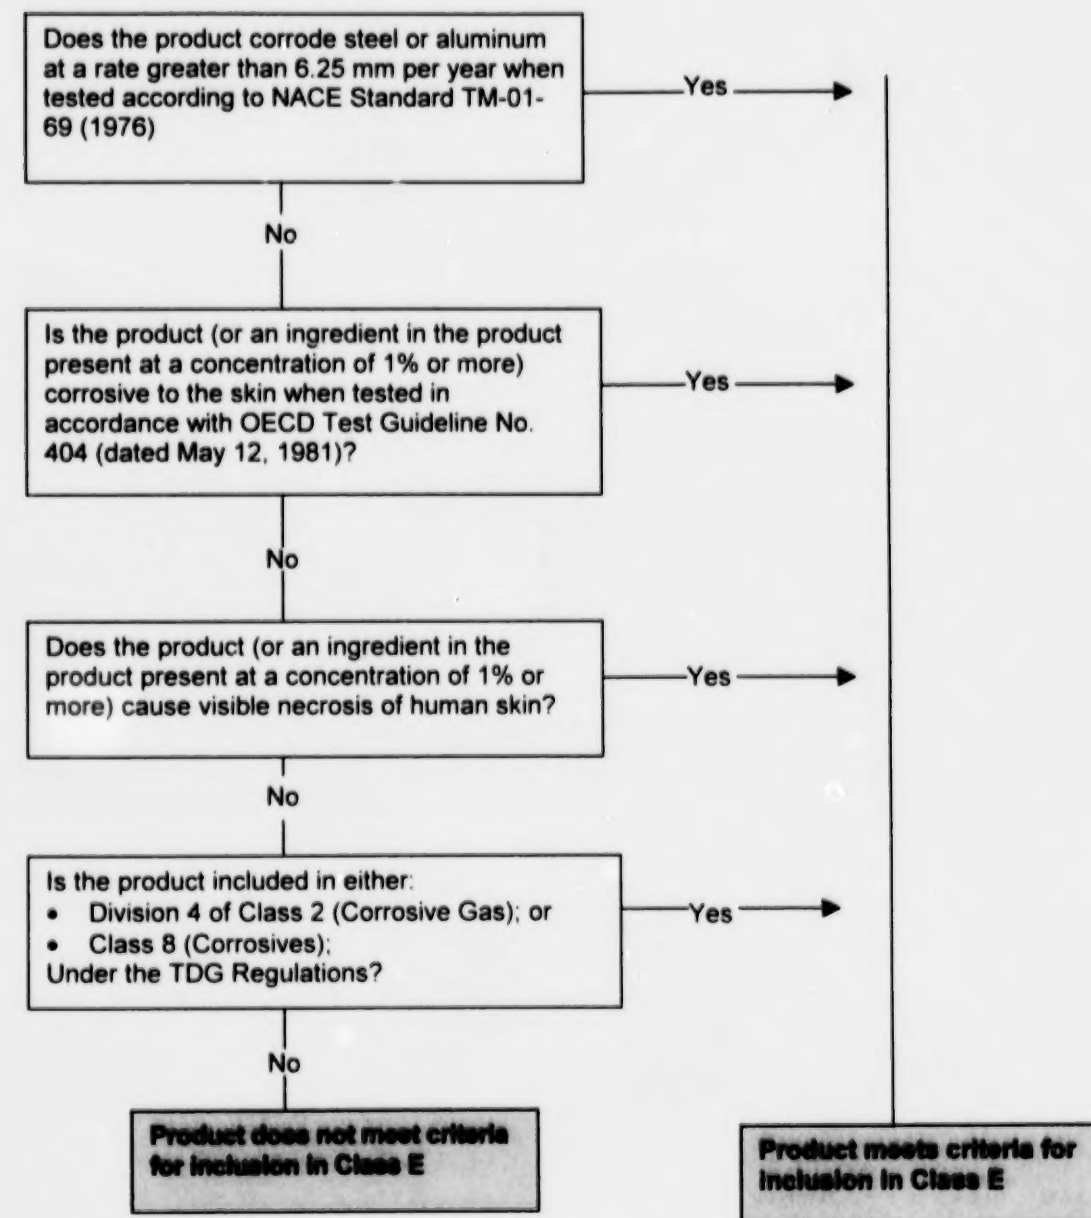 Does the product corrode steel or aluminum
at a rate greater than 6.25 mm per year when
tested according to NACE Standard TM-01-
69 (1976)
Yes
No
Is the product (or an ingredient in the product
present at a concentration of 1% or more)
corrosive to the skin when tested in
accordance with OECD Test Guideline No.
404 (dated May 12, 1981)?
Yes
No
Does the product (or an ingredient in the
product present at a concentration of 1% or
more) cause visible necrosis of human skin?
Yes
No
Is the product included in either:
• Division 4 of Class 2 (Corrosive Gas); or
• Class 8 (Corrosives);
Under the TDG Regulations?
Yes
No
Product does not meet criteria
for inclusion in Class E
Product meets criteria for
inclusion in Class E